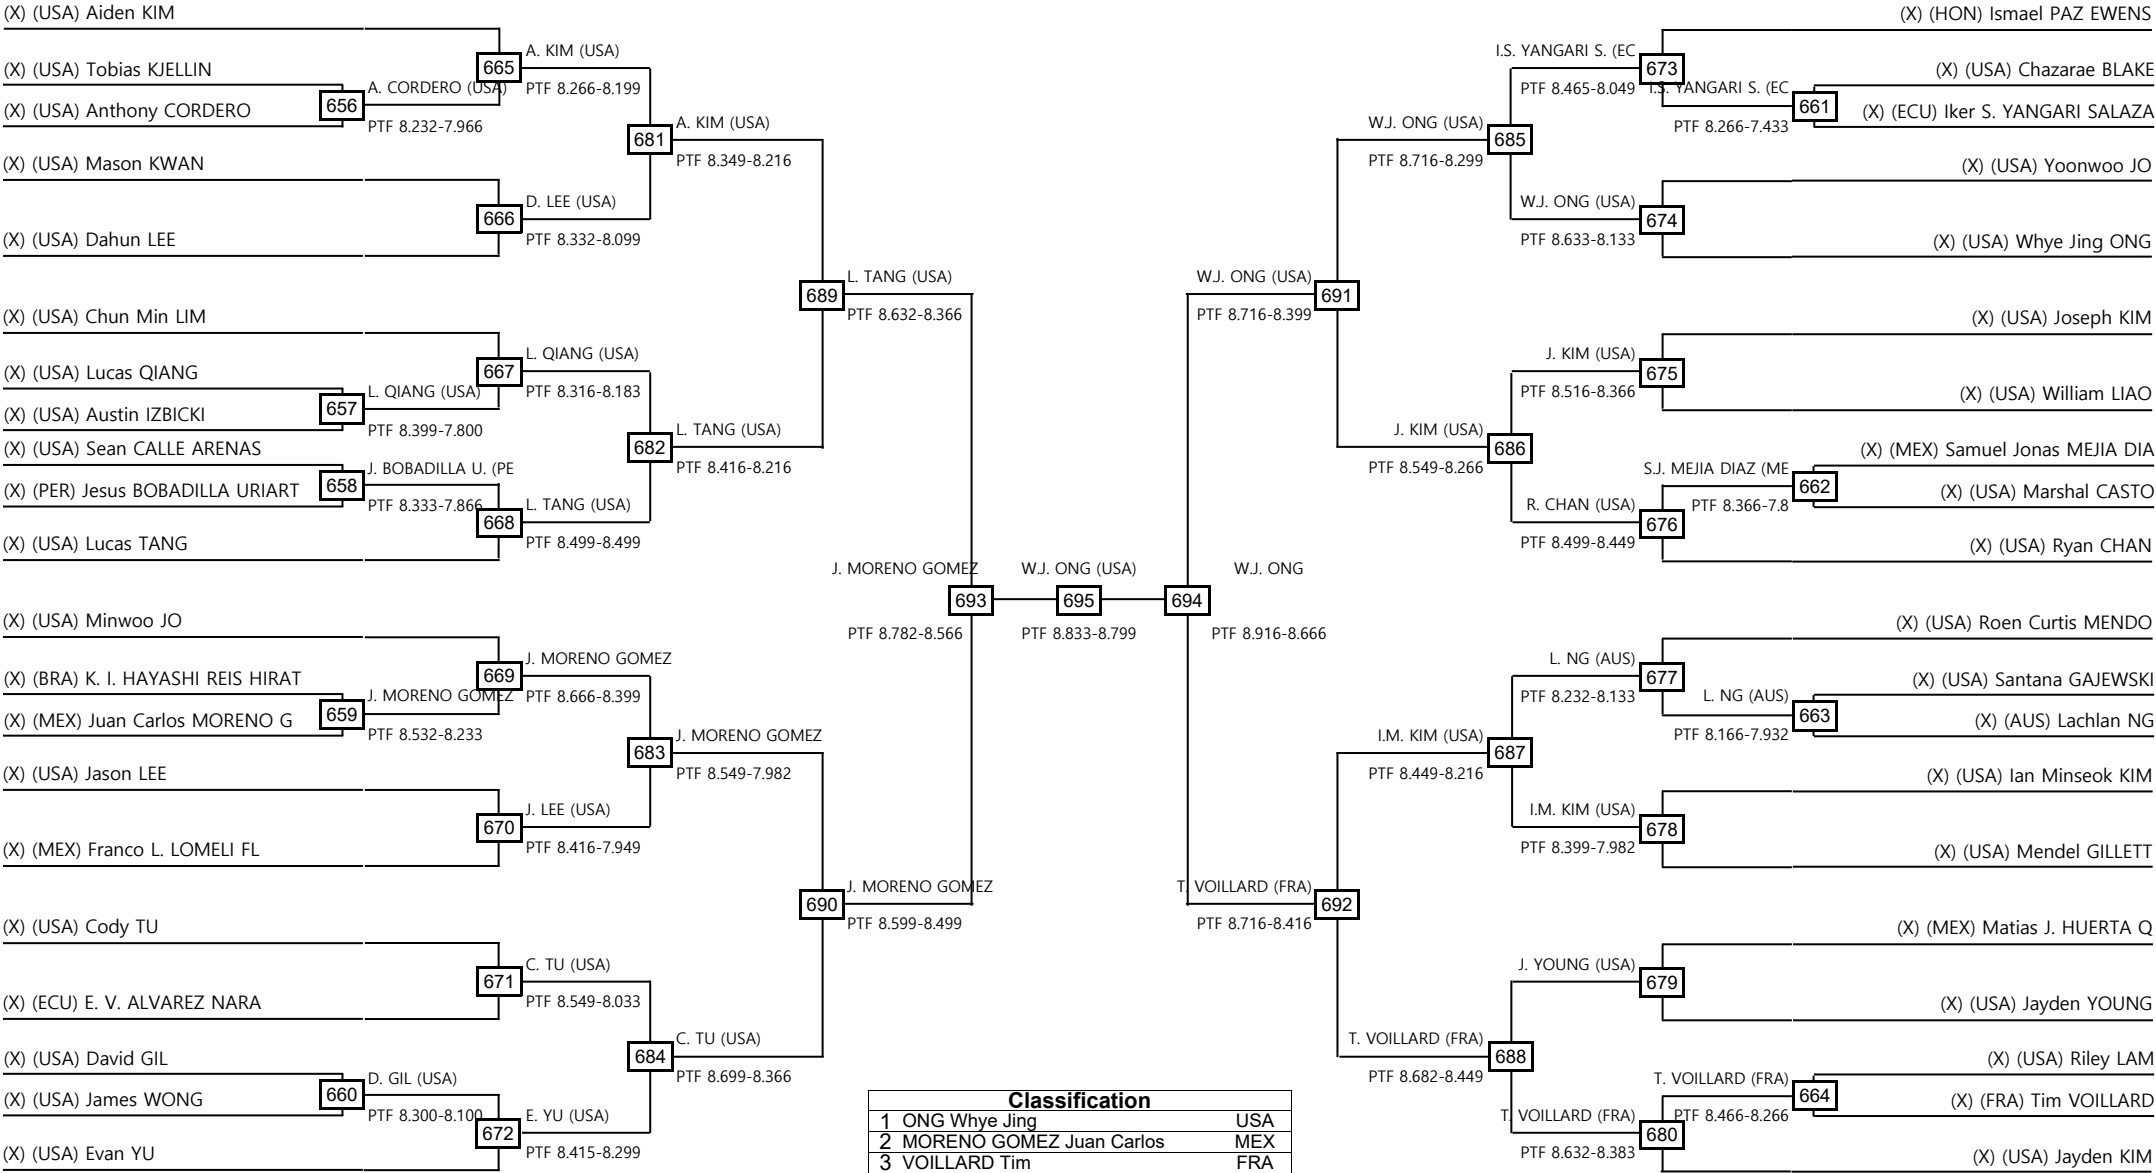 (X) (USA) Aiden KIM
A. KIM (USA)
665
PTF 8.266-8.199
(X) (USA) Tobias KJELLIN
A. CORDERO (USA)
656
(X) (USA) Anthony CORDERO
PTF 8.232-7.966
A. KIM (USA)
681
PTF 8.349-8.216
(X) (USA) Mason KWAN
D. LEE (USA)
666
PTF 8.332-8.099
(X) (USA) Dahun LEE
L. TANG (USA)
689
PTF 8.632-8.366
(X) (USA) Chun Min LIM
L. QIANG (USA)
667
PTF 8.316-8.183
(X) (USA) Lucas QIANG
L. QIANG (USA)
657
(X) (USA) Austin IZBICKI
PTF 8.399-7.800
L. TANG (USA)
682
PTF 8.416-8.216
(X) (USA) Sean CALLE ARENAS
J. BOBADILLA U. (PE
658
(X) (PER) Jesus BOBADILLA URIART
PTF 8.333-7.866
L. TANG (USA)
668
PTF 8.499-8.499
(X) (USA) Lucas TANG
J. MORENO GOMEZ
693
PTF 8.782-8.566
W.J. ONG (USA)
695
PTF 8.833-8.799
W.J. ONG
694
PTF 8.916-8.666
(X) (USA) Minwoo JO
J. MORENO GOMEZ
669
PTF 8.666-8.399
(X) (BRA) K. I. HAYASHI REIS HIRAT
J. MORENO GOMEZ
659
(X) (MEX) Juan Carlos MORENO G
PTF 8.532-8.233
J. MORENO GOMEZ
683
PTF 8.549-7.982
(X) (USA) Jason LEE
J. LEE (USA)
670
PTF 8.416-7.949
(X) (MEX) Franco L. LOMELI FL
J. MORENO GOMEZ
690
PTF 8.599-8.499
(X) (USA) Cody TU
C. TU (USA)
671
PTF 8.549-8.033
(X) (ECU) E. V. ALVAREZ NARA
C. TU (USA)
684
PTF 8.699-8.366
(X) (USA) David GIL
D. GIL (USA)
660
(X) (USA) James WONG
PTF 8.300-8.100
E. YU (USA)
672
PTF 8.415-8.299
(X) (USA) Evan YU
(X) (HON) Ismael PAZ EWENS
I.S. YANGARI S. (EC
673
PTF 8.465-8.049
(X) (USA) Chazarae BLAKE
I.S. YANGARI S. (EC
661
(X) (ECU) Iker S. YANGARI SALAZA
PTF 8.266-7.433
W.J. ONG (USA)
685
PTF 8.716-8.299
(X) (USA) Yoonwoo JO
W.J. ONG (USA)
674
PTF 8.633-8.133
(X) (USA) Whye Jing ONG
W.J. ONG (USA)
691
PTF 8.716-8.399
(X) (USA) Joseph KIM
J. KIM (USA)
675
PTF 8.516-8.366
(X) (USA) William LIAO
J. KIM (USA)
686
PTF 8.549-8.266
(X) (MEX) Samuel Jonas MEJIA DIA
S.J. MEJIA DIAZ (ME
662
(X) (USA) Marshal CASTO
PTF 8.366-7.8
R. CHAN (USA)
676
PTF 8.499-8.449
(X) (USA) Ryan CHAN
(X) (USA) Roen Curtis MENDO
L. NG (AUS)
677
PTF 8.232-8.133
(X) (USA) Santana GAJEWSKI
L. NG (AUS)
663
(X) (AUS) Lachlan NG
PTF 8.166-7.932
I.M. KIM (USA)
687
PTF 8.449-8.216
(X) (USA) Ian Minseok KIM
I.M. KIM (USA)
678
PTF 8.399-7.982
(X) (USA) Mendel GILLETT
T. VOILLARD (FRA)
692
PTF 8.716-8.416
(X) (MEX) Matias J. HUERTA Q
J. YOUNG (USA)
679
(X) (USA) Jayden YOUNG
T. VOILLARD (FRA)
688
PTF 8.682-8.449
(X) (USA) Riley LAM
T. VOILLARD (FRA)
664
(X) (FRA) Tim VOILLARD
PTF 8.466-8.266
T. VOILLARD (FRA)
680
PTF 8.632-8.383
(X) (USA) Jayden KIM
Classification
1 ONG Whye Jing USA
2 MORENO GOMEZ Juan Carlos MEX
3 VOILLARD Tim FRA